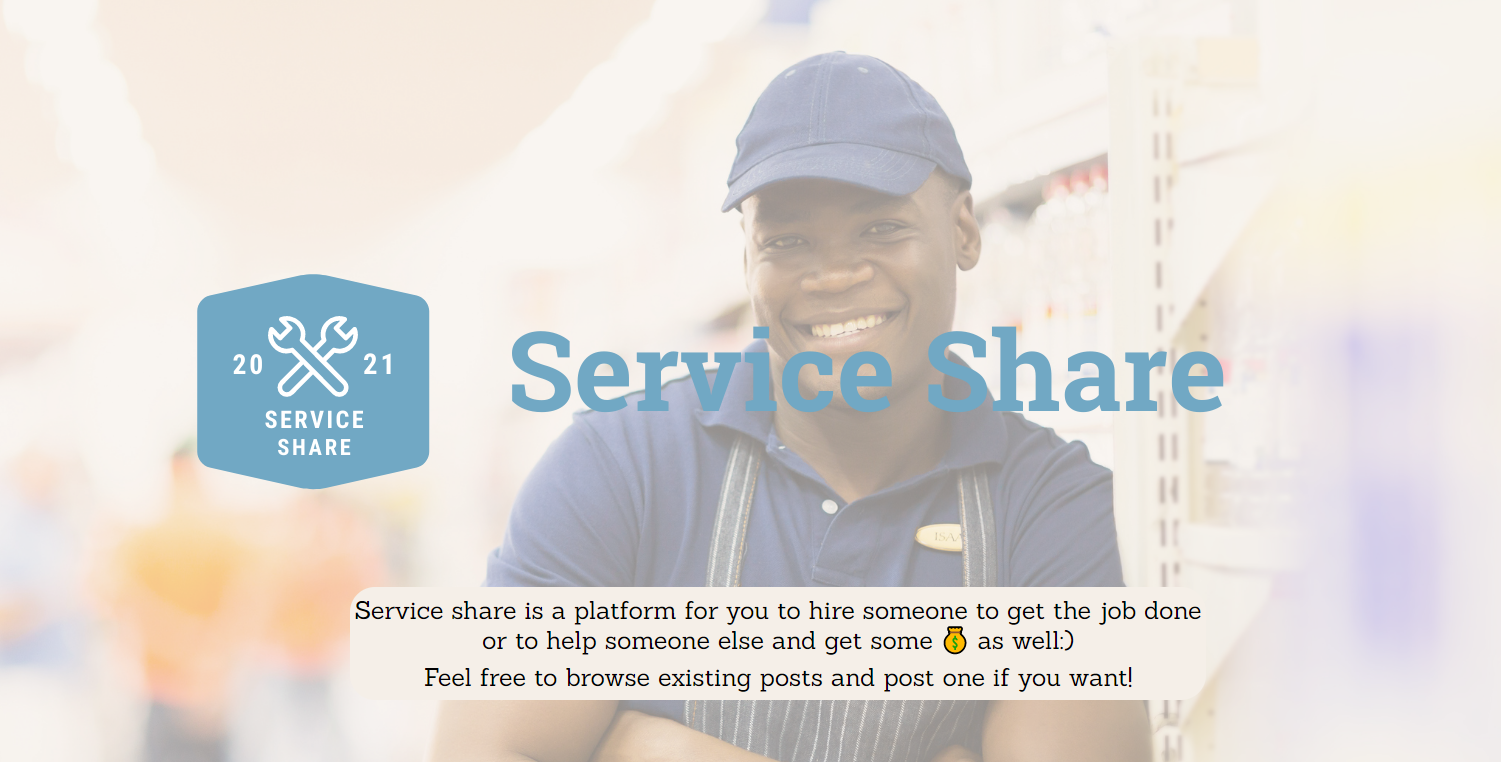 20 21
SERVICE
SHARE
Service Share
Service share is a platform for you to hire someone to get the job done
or to help someone else and get some 💰 as well:)
Feel free to browse existing posts and post one if you want!